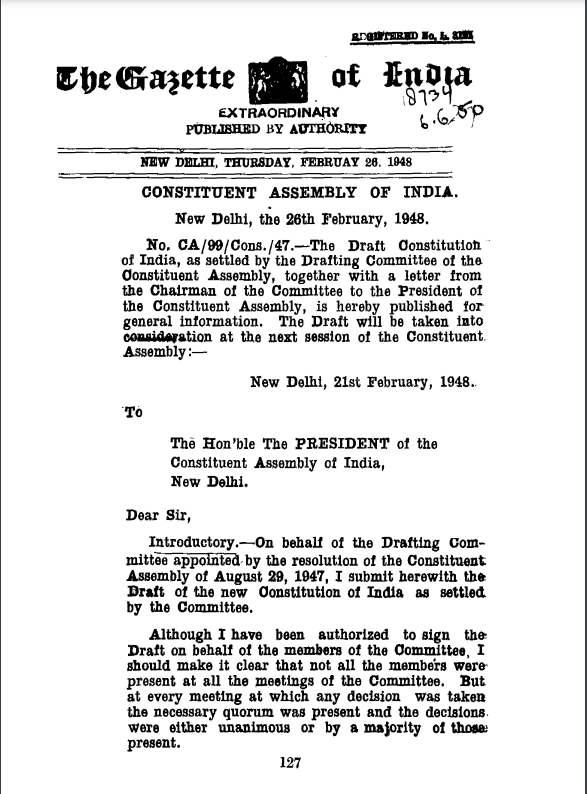 REGISTERED No. L.
The Gazette of India
18734
6.6.50
EXTRAORDINARY
PUBLISHED BY AUTHORITY
NEW DELHI, THURSDAY, FEBRUAY 26, 1948
CONSTITUENT ASSEMBLY OF INDIA.
New Delhi, the 26th February, 1948.
No. CA/99/Cons./47.—The Draft Constitution
of India, as settled by the Drafting Committee of the
Constituent Assembly, together with a letter from
the Chairman of the Committee to the President of
the Constituent Assembly, is hereby published for
general information. The Draft will be taken into
consideration at the next session of the Constituent
Assembly:—
New Delhi, 21st February, 1948.
To
The Hon'ble The PRESIDENT of the
Constituent Assembly of India,
New Delhi.
Dear Sir,
Introductory.—On behalf of the Drafting Com-
mittee appointed by the resolution of the Constituent
Assembly of August 29, 1947, I submit herewith the
Draft of the new Constitution of India as settled
by the Committee.
Although I have been authorized to sign the
Draft on behalf of the members of the Committee, I
should make it clear that not all the members were
present at all the meetings of the Committee. But
at every meeting at which any decision was taken
the necessary quorum was present and the decisions
were either unanimous or by a majority of those
present.
127